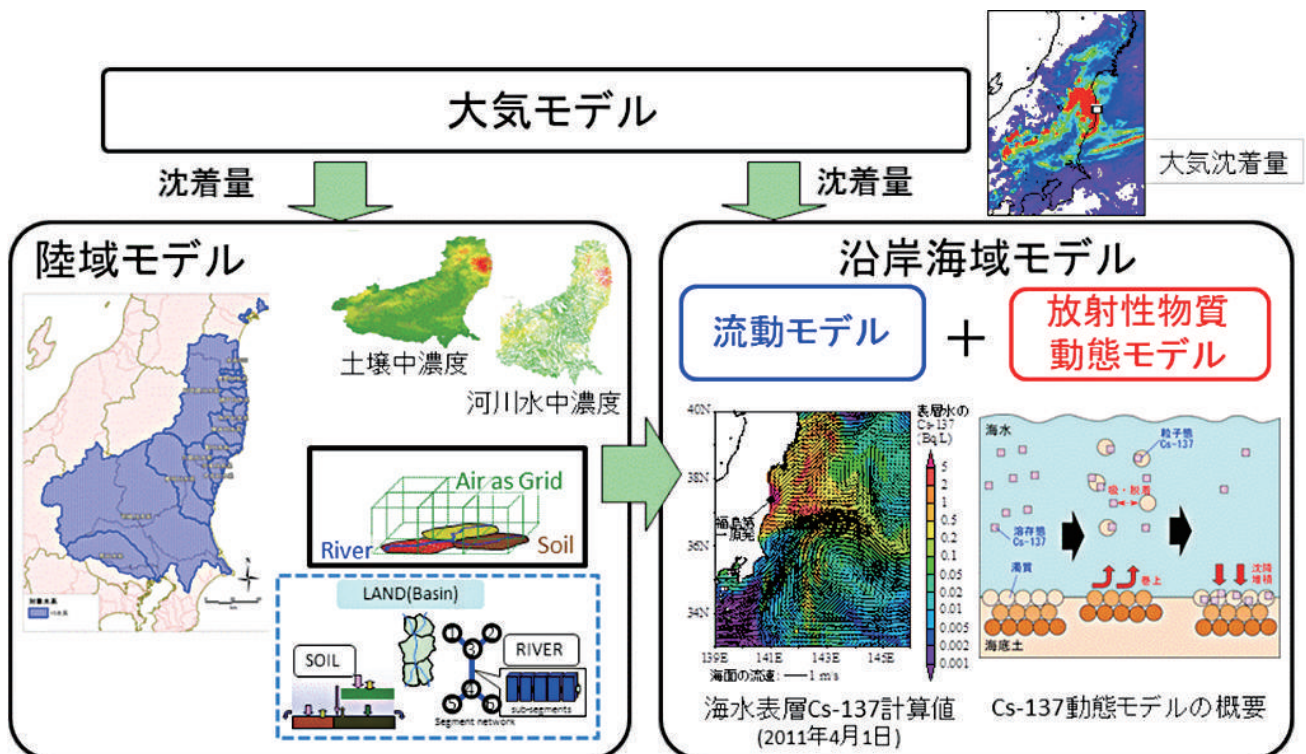 大気モデル
大気沈着量
沈着量
沈着量
陸域モデル
土壌中濃度
河川水中濃度
Air as Grid
River
Soil
LAND(Basin)
SOIL
RIVER
sub-segments
Segment network
沿岸海域モデル
流動モデル
+
放射性物質
動態モデル
表層水の
Cs-137
(Bq/L)
40N
38N
36N
34N
139E 141E 143E 145E
福島第
一原発
5
2
1
0.5
0.2
0.1
0.05
0.02
0.01
0.005
0.002
0.001
海面の流速: 1 m/s
海水表層Cs-137計算値
(2011年4月1日)
海水
粒子態
Cs-137
吸・脱着
溶存態
Cs-137
濁質
巻上
沈降
堆積
海底土
Cs-137動態モデルの概要